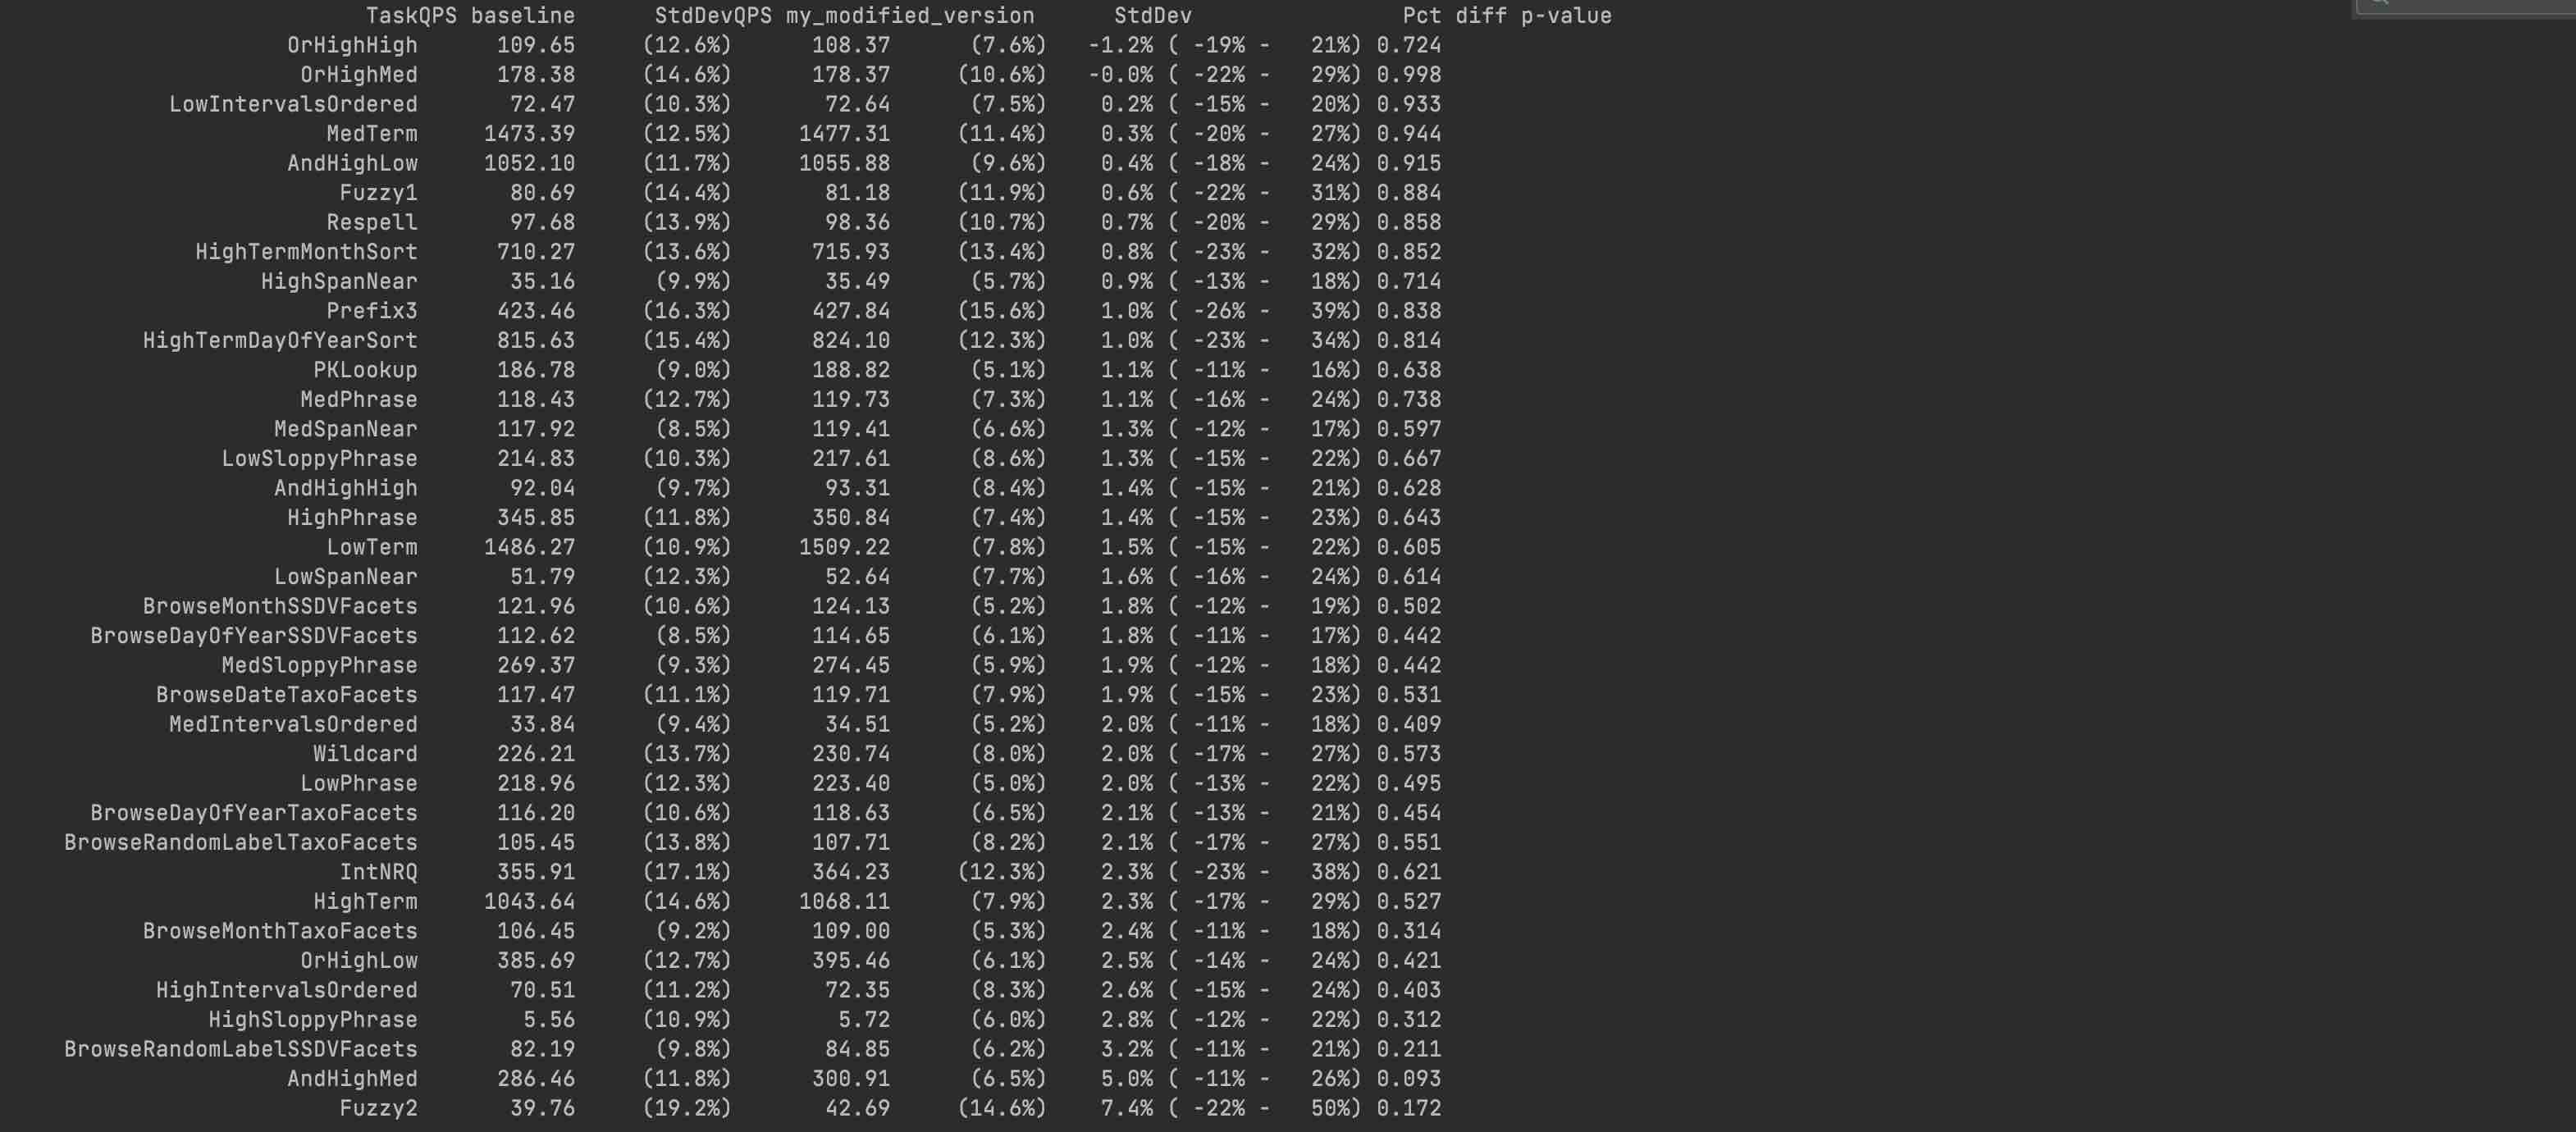 TaskQPS baseline StdDevQPS my_modified_version StdDev Pct diff p-value
OrHighHigh 109.65 (12.6%) 108.37 (7.6%) -1.2% ( -19% - 21%) 0.724
OrHighMed 178.38 (14.6%) 178.37 (10.6%) -0.0% ( -22% - 29%) 0.998
LowIntervalsOrdered 72.47 (10.3%) 72.64 (7.5%) 0.2% ( -15% - 20%) 0.933
MedTerm 1473.39 (12.5%) 1477.31 (11.4%) 0.3% ( -20% - 27%) 0.944
AndHighLow 1052.10 (11.7%) 1055.88 (9.6%) 0.4% ( -18% - 24%) 0.915
Fuzzy1 80.69 (14.4%) 81.18 (11.9%) 0.6% ( -22% - 31%) 0.884
Respell 97.68 (13.9%) 98.36 (10.7%) 0.7% ( -20% - 29%) 0.858
HighTermMonthSort 710.27 (13.6%) 715.93 (13.4%) 0.8% ( -23% - 32%) 0.852
HighSpanNear 35.16 (9.9%) 35.49 (5.7%) 0.9% ( -13% - 18%) 0.714
Prefix3 423.46 (16.3%) 427.84 (15.6%) 1.0% ( -26% - 39%) 0.838
HighTermDayOfYearSort 815.63 (15.4%) 824.10 (12.3%) 1.0% ( -23% - 34%) 0.814
PKLookup 186.78 (9.0%) 188.82 (5.1%) 1.1% ( -11% - 16%) 0.638
MedPhrase 118.43 (12.7%) 119.73 (7.3%) 1.1% ( -16% - 24%) 0.738
MedSpanNear 117.92 (8.5%) 119.41 (6.6%) 1.3% ( -12% - 17%) 0.597
LowSloppyPhrase 214.83 (10.3%) 217.61 (8.6%) 1.3% ( -15% - 22%) 0.667
AndHighHigh 92.04 (9.7%) 93.31 (8.4%) 1.4% ( -15% - 21%) 0.628
HighPhrase 345.85 (11.8%) 350.84 (7.4%) 1.4% ( -15% - 23%) 0.643
LowTerm 1486.27 (10.9%) 1509.22 (7.8%) 1.5% ( -15% - 22%) 0.605
LowSpanNear 51.79 (12.3%) 52.64 (7.7%) 1.6% ( -16% - 24%) 0.614
BrowseMonthSSDVFacets 121.96 (10.6%) 124.13 (5.2%) 1.8% ( -12% - 19%) 0.502
BrowseDayOfYearSSDVFacets 112.62 (8.5%) 114.65 (6.1%) 1.8% ( -11% - 17%) 0.442
MedSloppyPhrase 269.37 (9.3%) 274.45 (5.9%) 1.9% ( -12% - 18%) 0.442
BrowseDateTaxoFacets 117.47 (11.1%) 119.71 (7.9%) 1.9% ( -15% - 23%) 0.531
MedIntervalsOrdered 33.84 (9.4%) 34.51 (5.2%) 2.0% ( -11% - 18%) 0.409
Wildcard 226.21 (13.7%) 230.74 (8.0%) 2.0% ( -17% - 27%) 0.573
LowPhrase 218.96 (12.3%) 223.40 (5.0%) 2.0% ( -13% - 22%) 0.495
BrowseDayOfYearTaxoFacets 116.20 (10.6%) 118.63 (6.5%) 2.1% ( -13% - 21%) 0.454
BrowseRandomLabelTaxoFacets 105.45 (13.8%) 107.71 (8.2%) 2.1% ( -17% - 27%) 0.551
IntNRQ 355.91 (17.1%) 364.23 (12.3%) 2.3% ( -23% - 38%) 0.621
HighTerm 1043.64 (14.6%) 1068.11 (7.9%) 2.3% ( -17% - 29%) 0.527
BrowseMonthTaxoFacets 106.45 (9.2%) 109.00 (5.3%) 2.4% ( -11% - 18%) 0.314
OrHighLow 385.69 (12.7%) 395.46 (6.1%) 2.5% ( -14% - 24%) 0.421
HighIntervalsOrdered 70.51 (11.2%) 72.35 (8.3%) 2.6% ( -15% - 24%) 0.403
HighSloppyPhrase 5.56 (10.9%) 5.72 (6.0%) 2.8% ( -12% - 22%) 0.312
BrowseRandomLabelSSDVFacets 82.19 (9.8%) 84.85 (6.2%) 3.2% ( -11% - 21%) 0.211
AndHighMed 286.46 (11.8%) 300.91 (6.5%) 5.0% ( -11% - 26%) 0.093
Fuzzy2 39.76 (19.2%) 42.69 (14.6%) 7.4% ( -22% - 50%) 0.172